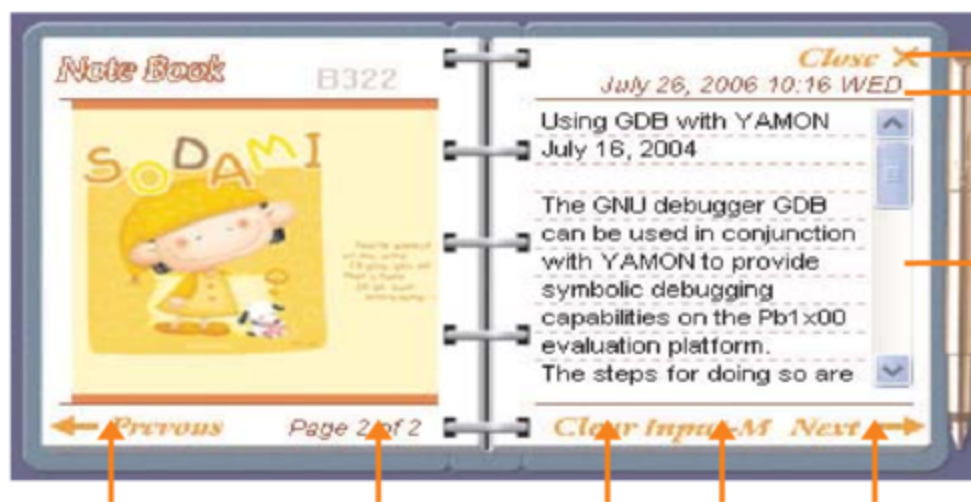 Note Book
B322
SODAMI
Prevous
Page 2 of 2
Close
July 26, 2006 10:16 WED
Using GDB with YAMON
July 16, 2004
The GNU debugger GDB
can be used in conjunction
with YAMON to provide
symbolic debugging
capabilities on the Pb1x00
evaluation platform.
The steps for doing so are
Clear Input-M Next